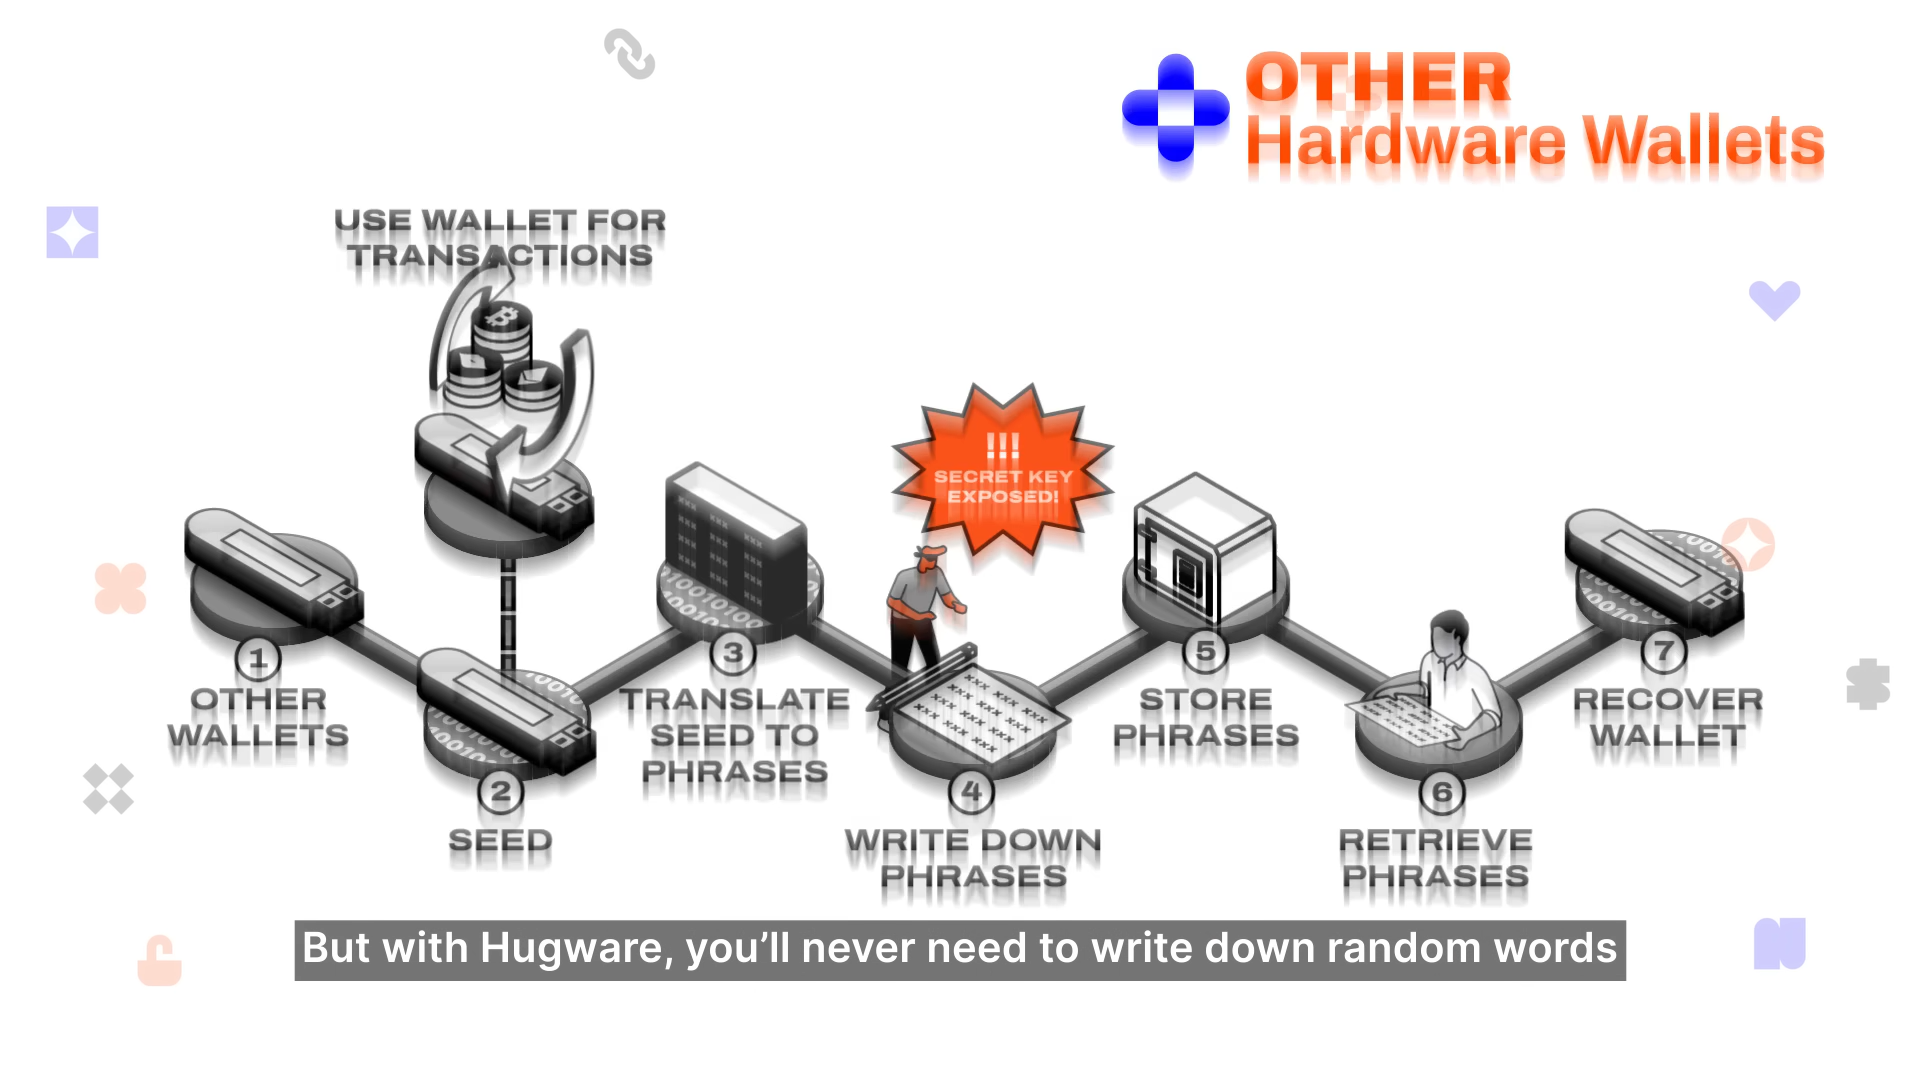 OTHER
Hardware Wallets
USE WALLET FOR
TRANSACTIONS
!!!
SECRET KEY
EXPOSED!
1
OTHER
WALLETS
2
SEED
3
TRANSLATE
SEED TO
PHRASES
4
WRITE DOWN
PHRASES
5
STORE
PHRASES
6
RETRIEVE
PHRASES
7
RECOVER
WALLET
But with Hugware, you’ll never need to write down random words